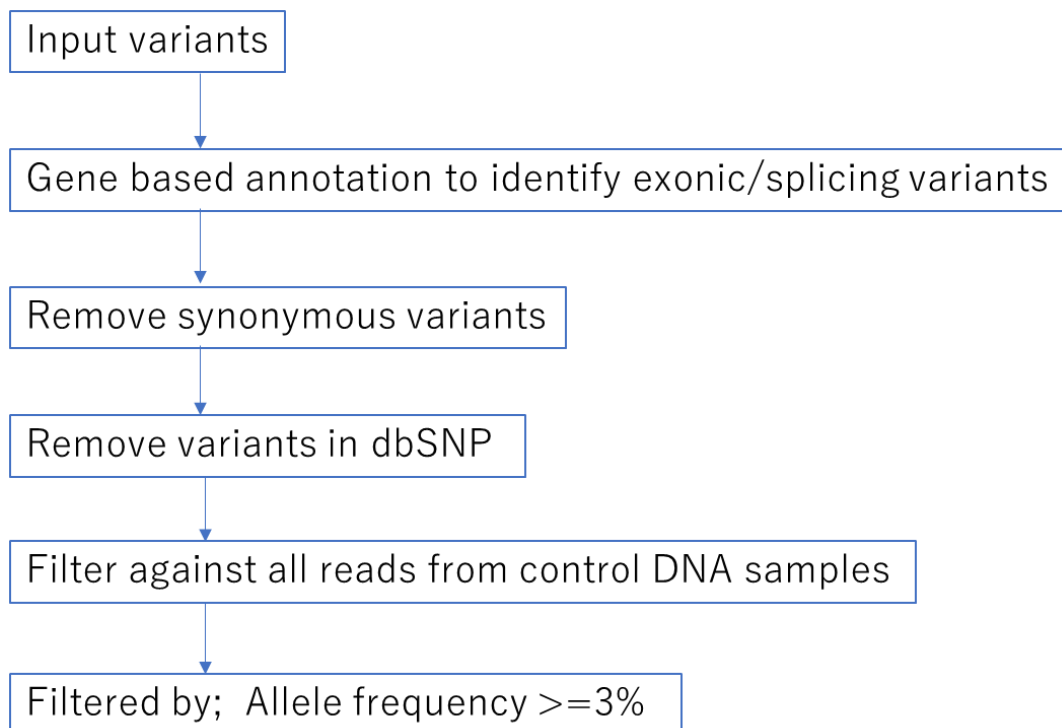 Input variants
Gene based annotation to identify exonic/splicing variants
Remove synonymous variants
Remove variants in dbSNP
Filter against all reads from control DNA samples
Filtered by; Allele frequency >=3%